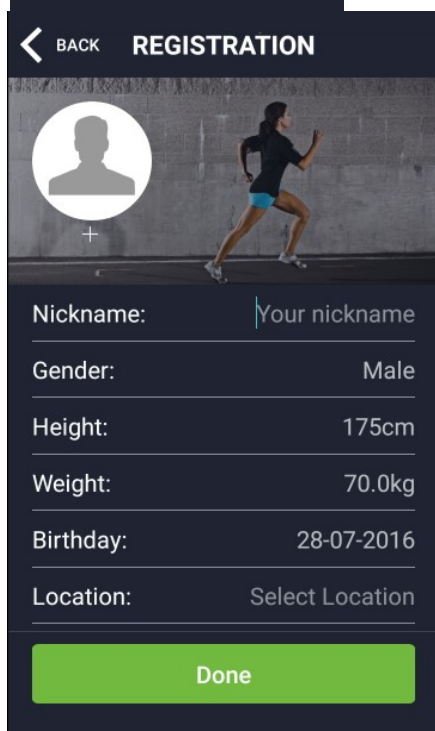 BACK REGISTRATION
+
Nickname: Your nickname
Gender: Male
Height: 175cm
Weight: 70.0kg
Birthday: 28-07-2016
Location: Select Location
Done